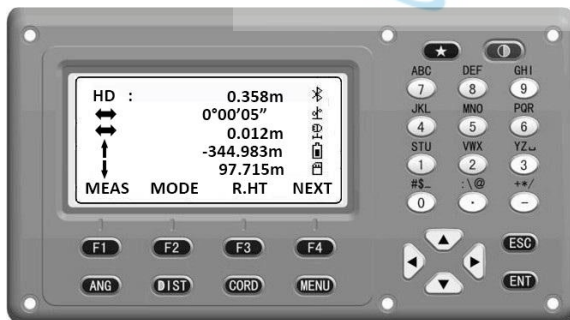 HD : 0.358m
0°00′05″
0.012m
-344.983m
97.715m
MEAS MODE R.HT NEXT
F1 F2 F3 F4
ANG DIST CORD MENU
ABC DEF GHI
7 8 9
JKL MNO PQR
4 5 6
STU VWX YZ
1 2 3
#$_ :\@ +*/
0 . -
ESC
ENT